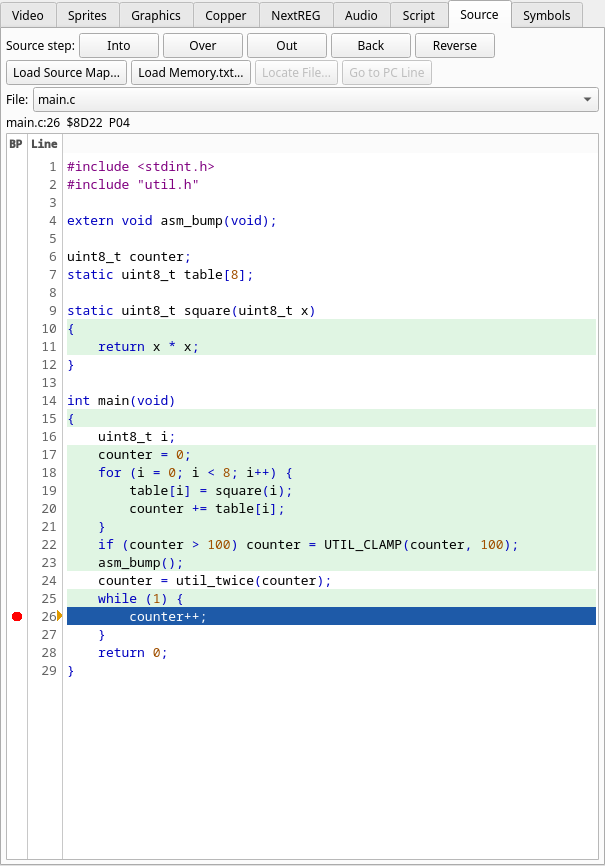 Video Sprites Graphics Copper NextREG Audio Script Source Symbols
Source step: Into Over Out Back Reverse
Load Source Map... Load Memory.txt... Locate File... Go to PC Line
File: main.c
main.c:26 $8D22 P04
BP Line
1 #include <stdint.h>
2 #include "util.h"
3
4 extern void asm_bump(void);
5
6 uint8_t counter;
7 static uint8_t table[8];
8
9 static uint8_t square(uint8_t x)
10 {
11     return x * x;
12 }
13
14 int main(void)
15 {
16     uint8_t i;
17     counter = 0;
18     for (i = 0; i < 8; i++) {
19         table[i] = square(i);
20         counter += table[i];
21     }
22     if (counter > 100) counter = UTIL_CLAMP(counter, 100);
23     asm_bump();
24     counter = util_twice(counter);
25     while (1) {
26         counter++;
27     }
28     return 0;
29 }